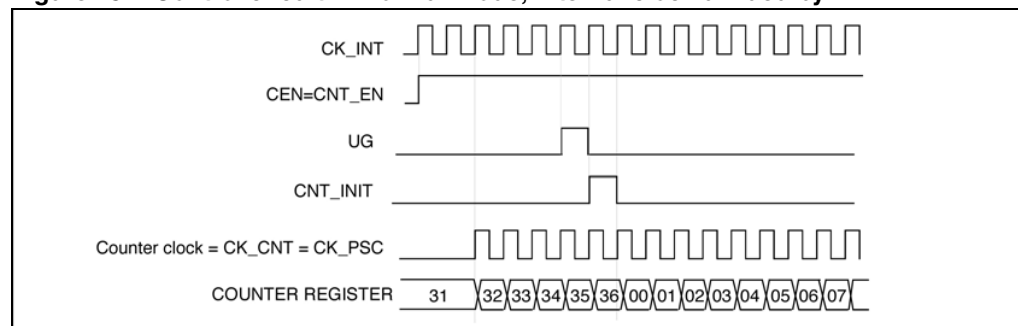 CK_INT
CEN=CNT_EN
UG
CNT_INIT
Counter clock = CK_CNT = CK_PSC
COUNTER REGISTER 31 32 33 34 35 36 00 01 02 03 04 05 06 07